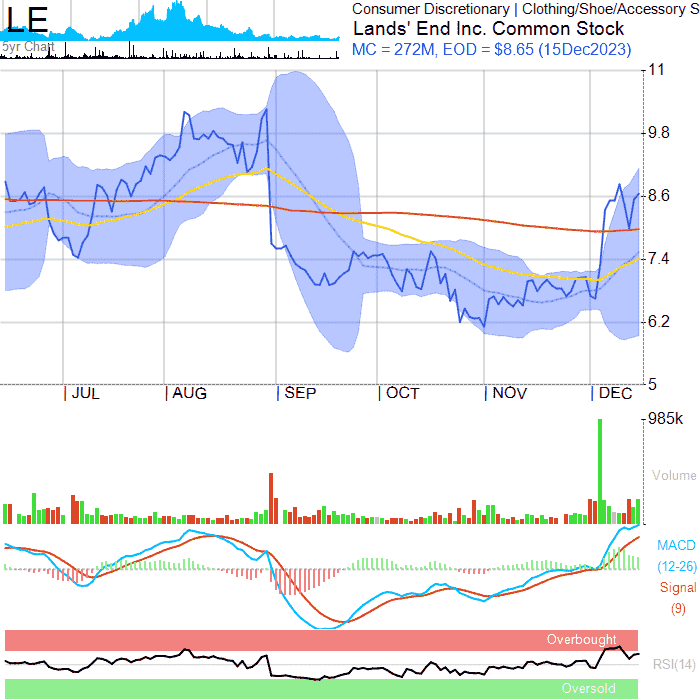 LE
5yr Chart
Consumer Discretionary | Clothing/Shoe/Accessory S
Lands' End Inc. Common Stock
MC = 272M, EOD = $8.65 (15Dec2023)
11
9.8
8.6
7.4
6.2
5
JUL
AUG
SEP
OCT
NOV
DEC
985k
Volume
MACD
(12-26)
Signal
(9)
Overbought
RSI(14)
Oversold